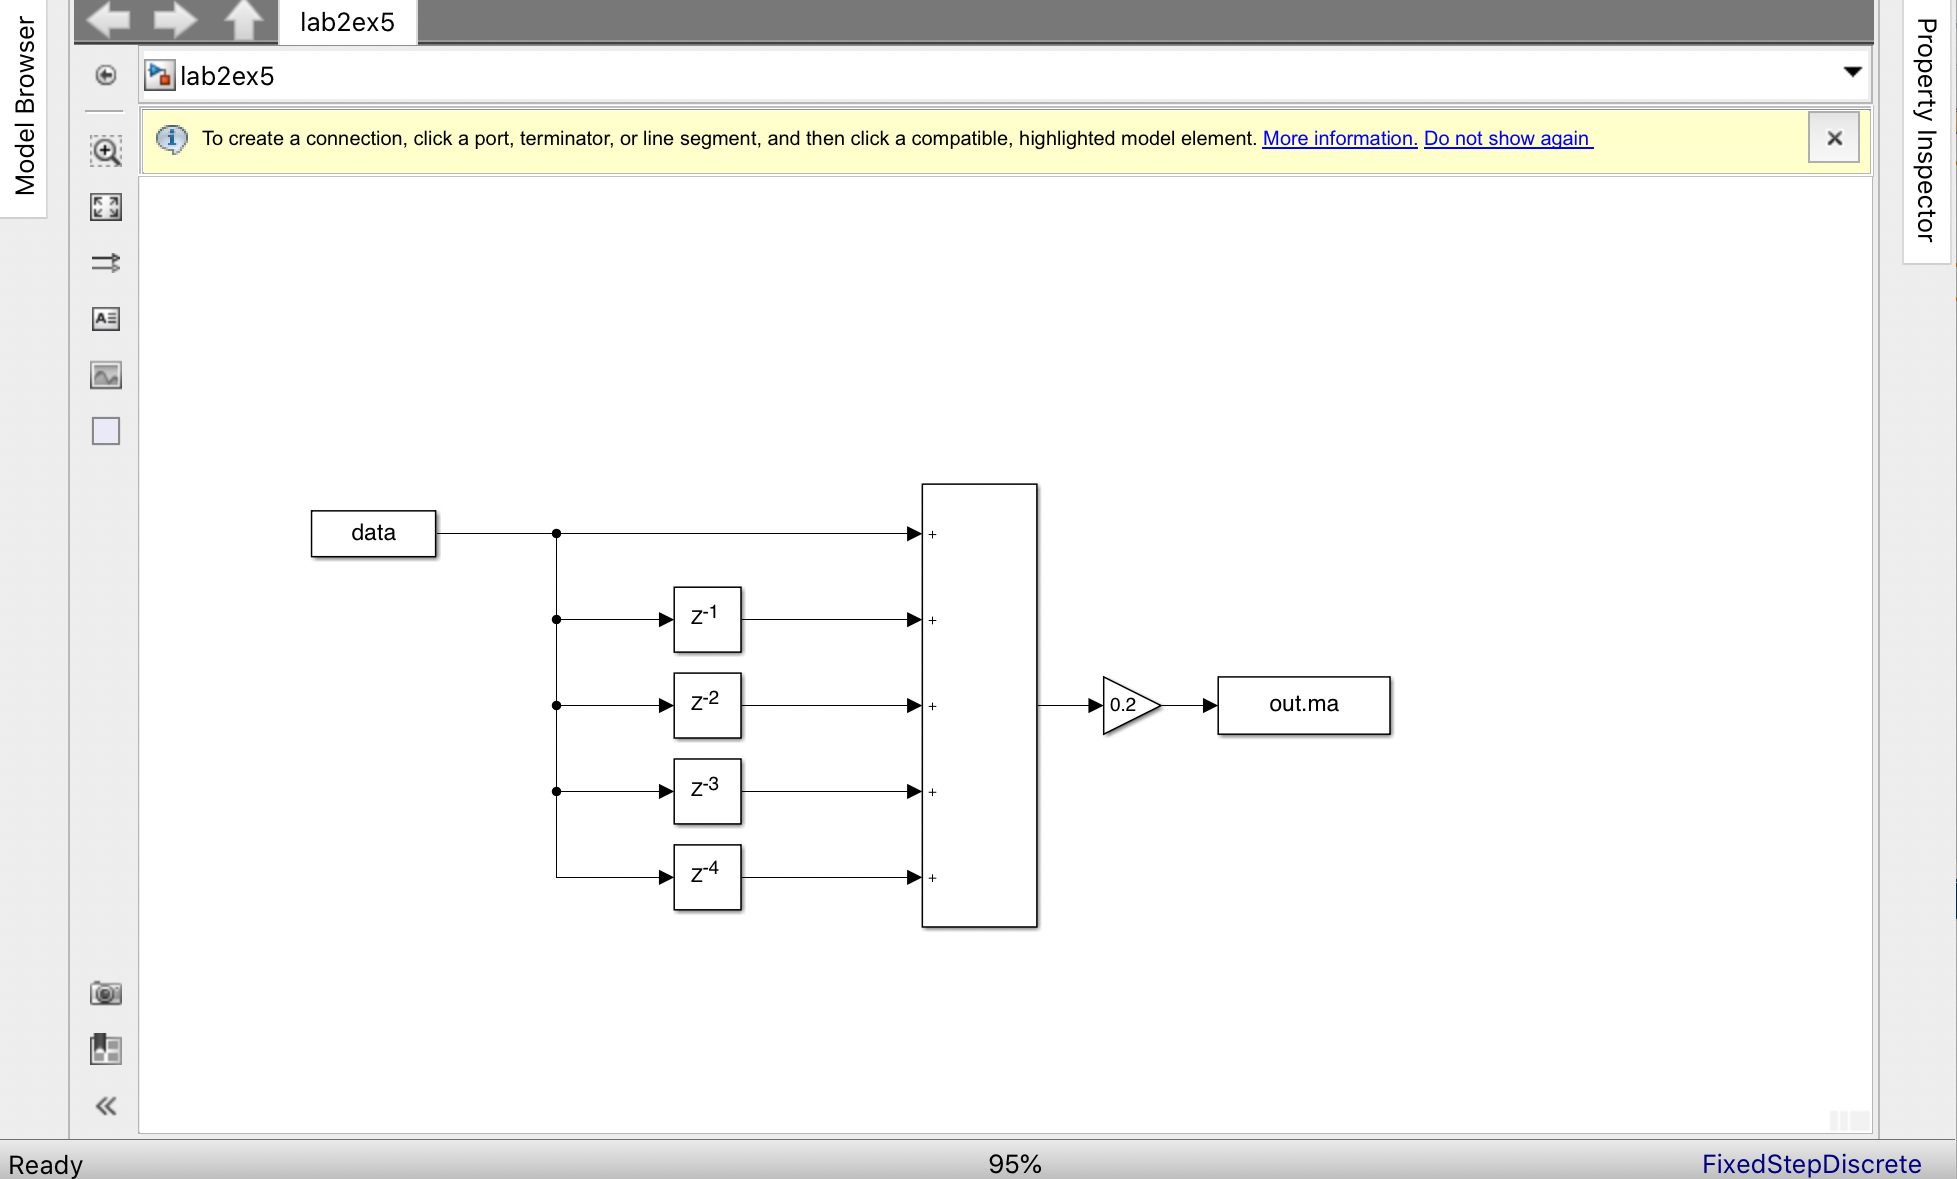 Model Browser
lab2ex5
lab2ex5
To create a connection, click a port, terminator, or line segment, and then click a compatible, highlighted model element. More information. Do not show again
Property Inspector
data
+
z-1
+
z-2
+
0.2
out.ma
z-3
+
z-4
+
Ready
95%
FixedStepDiscrete